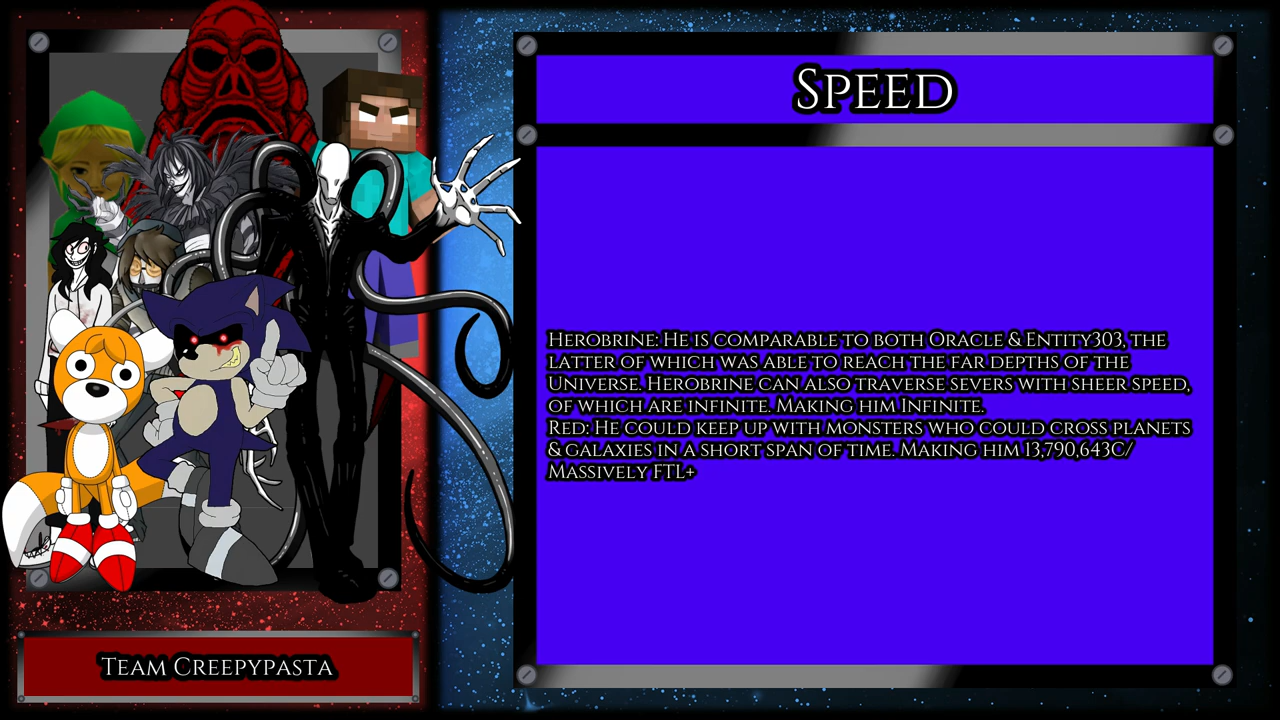 Speed
Herobrine: He is comparable to both Oracle & Entity303, the
latter of which was able to reach the far depths of the
Universe. Herobrine can also traverse severs with sheer speed,
of which are infinite. Making him Infinite.
Red: He could keep up with monsters who could cross planets
& galaxies in a short span of time. Making him 13,790,643c/
Massively FTL+
Team Creepypasta